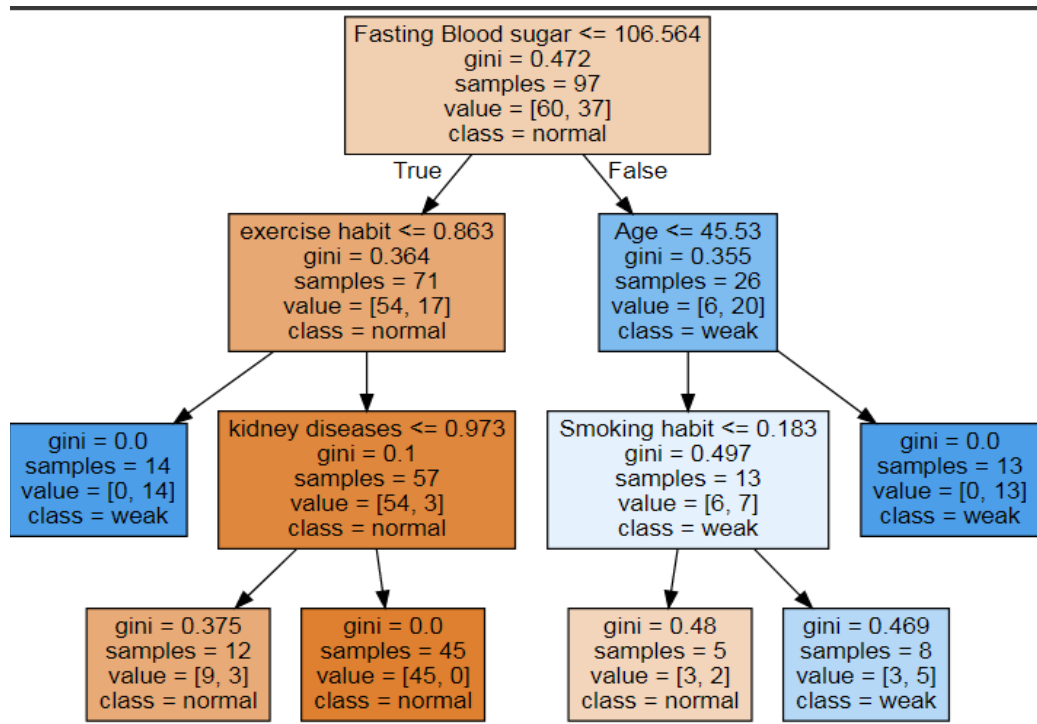 Fasting Blood sugar <= 106.564
gini = 0.472
samples = 97
value = [60, 37]
class = normal
True
False
exercise habit <= 0.863
gini = 0.364
samples = 71
value = [54, 17]
class = normal
Age <= 45.53
gini = 0.355
samples = 26
value = [6, 20]
class = weak
gini = 0.0
samples = 14
value = [0, 14]
class = weak
kidney diseases <= 0.973
gini = 0.1
samples = 57
value = [54, 3]
class = normal
Smoking habit <= 0.183
gini = 0.497
samples = 13
value = [6, 7]
class = weak
gini = 0.0
samples = 13
value = [0, 13]
class = weak
gini = 0.375
samples = 12
value = [9, 3]
class = normal
gini = 0.0
samples = 45
value = [45, 0]
class = normal
gini = 0.48
samples = 5
value = [3, 2]
class = normal
gini = 0.469
samples = 8
value = [3, 5]
class = weak